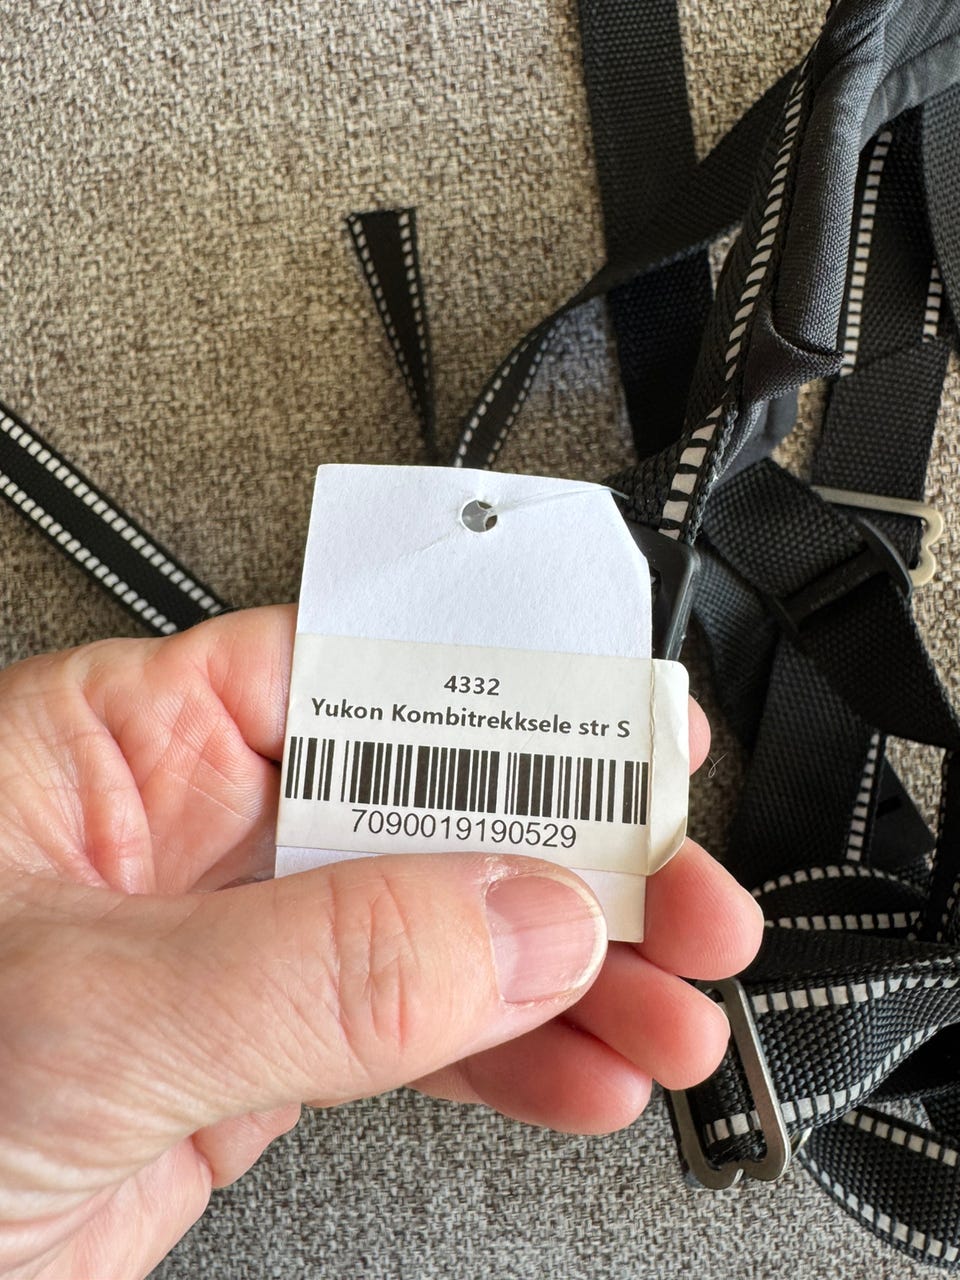 4332
Yukon Kombitrekksele str S
7090019190529